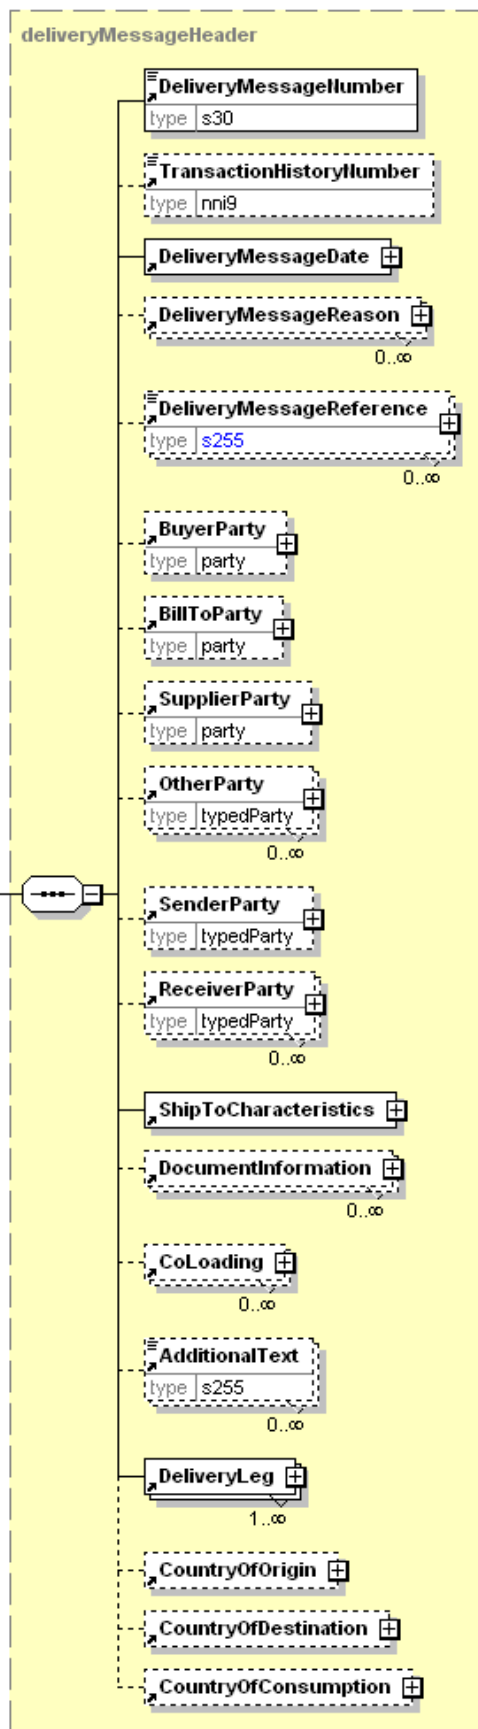 deliveryMessageHeader
DeliveryMessageNumber
type s30
TransactionHistoryNumber
type nni9
DeliveryMessageDate
DeliveryMessageReason
0..∞
DeliveryMessageReference
type s255
0..∞
BuyerParty
type party
BillToParty
type party
SupplierParty
type party
OtherParty
type typedParty
0..∞
SenderParty
type typedParty
ReceiverParty
type typedParty
0..∞
ShipToCharacteristics
DocumentInformation
0..∞
CoLoading
0..∞
AdditionalText
type s255
0..∞
DeliveryLeg
1..∞
CountryOfOrigin
CountryOfDestination
CountryOfConsumption